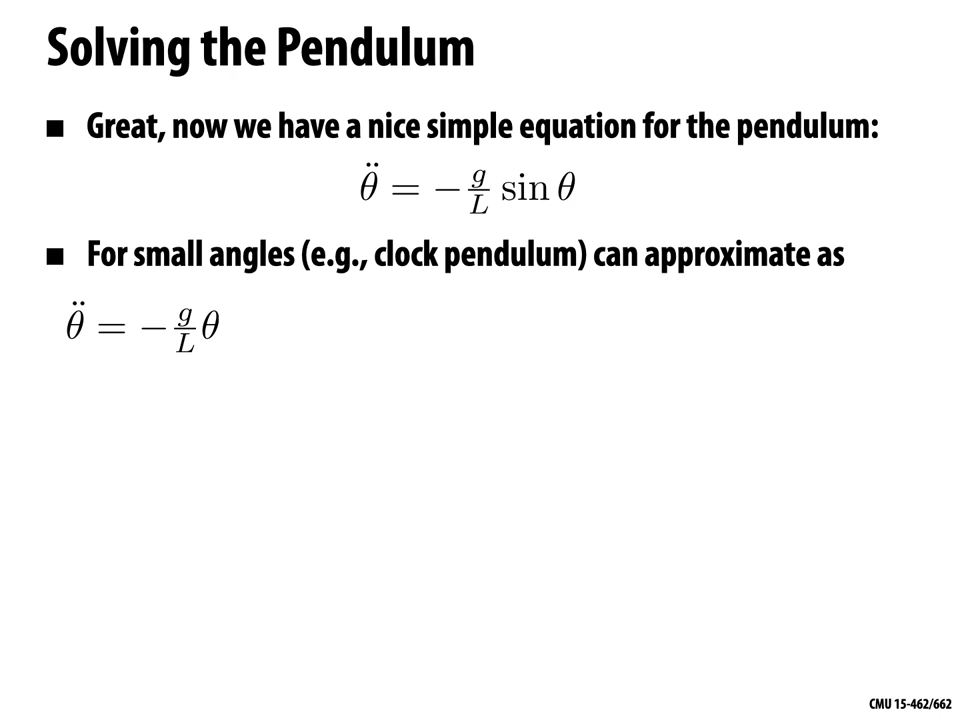 Solving the Pendulum
■ Great, now we have a nice simple equation for the pendulum:
θ̈ = −g/L sin θ
■ For small angles (e.g., clock pendulum) can approximate as
θ̈ = −g/L θ
CMU 15-462/662